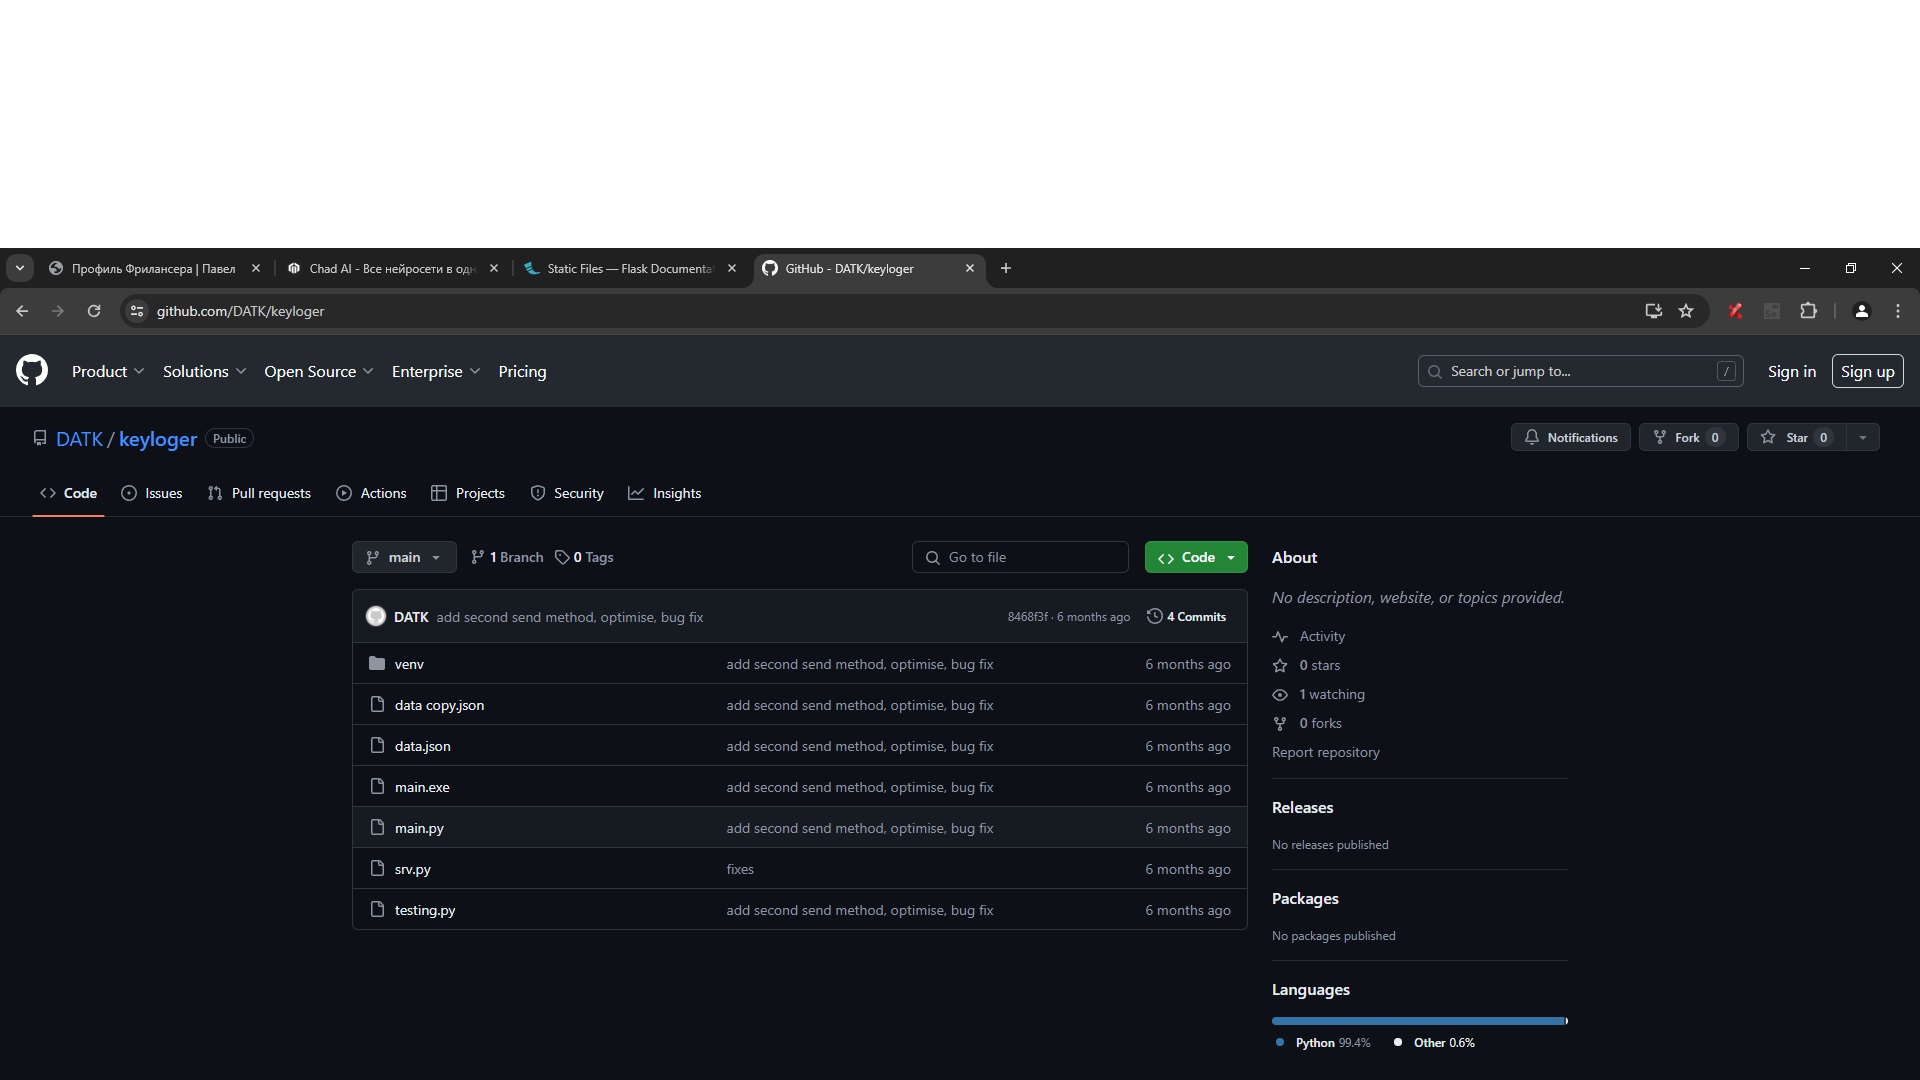 Профиль Фрилансера | Павел
Chad AI - Все нейросети в одн
Static Files — Flask Documentat
GitHub - DATK/keyloger
github.com/DATK/keyloger
Product Solutions Open Source Enterprise Pricing
Search or jump to... /
Sign in
Sign up
DATK / keyloger Public
Notifications
Fork 0
Star 0
Code Issues Pull requests Actions Projects Security Insights
main 1 Branch 0 Tags
Go to file
Code
DATK add second send method, optimise, bug fix 8468f3f · 6 months ago 4 Commits
venv add second send method, optimise, bug fix 6 months ago
data copy.json add second send method, optimise, bug fix 6 months ago
data.json add second send method, optimise, bug fix 6 months ago
main.exe add second send method, optimise, bug fix 6 months ago
main.py add second send method, optimise, bug fix 6 months ago
srv.py fixes 6 months ago
testing.py add second send method, optimise, bug fix 6 months ago
About
No description, website, or topics provided.
Activity
0 stars
1 watching
0 forks
Report repository
Releases
No releases published
Packages
No packages published
Languages
Python 99.4% Other 0.6%